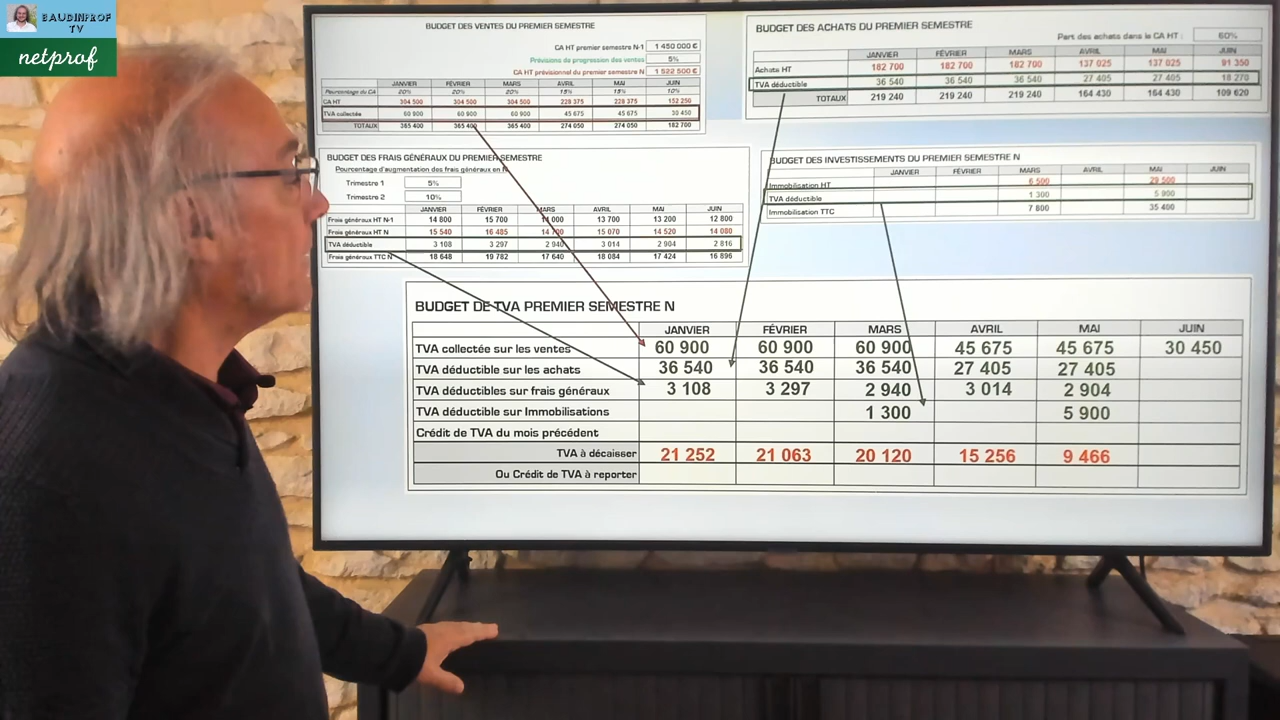 BAUDINPROF
TV
netprof
BUDGET DES VENTES DU PREMIER SEMESTRE
CA HT premier semestre N-1 1 450 000 €
Prévisions de progression des ventes 5%
CA HT prévisionnel du premier semestre N 1 522 500 €
JANVIER FÉVRIER MARS AVRIL MAI JUIN
Pourcentage du CA 20% 20% 20% 15% 15% 10%
CA HT 304 500 304 500 304 500 228 375 228 375 152 250
TVA collectée 60 900 60 900 60 900 45 675 45 675 30 450
TOTAUX 365 400 365 400 365 400 274 050 274 050 182 700
BUDGET DES ACHATS DU PREMIER SEMESTRE
Part des achats dans le CA HT : 60%
JANVIER FÉVRIER MARS AVRIL MAI JUIN
Achats HT 182 700 182 700 182 700 137 025 137 025 91 350
TVA déductible 36 540 36 540 36 540 27 405 27 405 18 270
TOTAUX 219 240 219 240 219 240 164 430 164 430 109 620
BUDGET DES FRAIS GÉNÉRAUX DU PREMIER SEMESTRE
Pourcentage d'augmentation des frais généraux en N
Trimestre 1 5%
Trimestre 2 10%
JANVIER FÉVRIER MARS AVRIL MAI JUIN
Frais généraux HT N-1 14 800 15 700 14 000 13 700 13 200 12 800
Frais généraux HT N 15 540 16 485 14 700 15 070 14 520 14 080
TVA déductible 3 108 3 297 2 940 3 014 2 904 2 816
Frais généraux TTC N 18 648 19 782 17 640 18 084 17 424 16 896
BUDGET DES INVESTISSEMENTS DU PREMIER SEMESTRE N
JANVIER FÉVRIER MARS AVRIL MAI JUIN
Immobilisation HT 6 500 29 500
TVA déductible 1 300 5 900
Immobilisation TTC 7 800 35 400
BUDGET DE TVA PREMIER SEMESTRE N
JANVIER FÉVRIER MARS AVRIL MAI JUIN
TVA collectée sur les ventes 60 900 60 900 60 900 45 675 45 675 30 450
TVA déductible sur les achats 36 540 36 540 36 540 27 405 27 405
TVA déductibles sur frais généraux 3 108 3 297 2 940 3 014 2 904
TVA déductible sur Immobilisations 1 300 5 900
Crédit de TVA du mois précédent
TVA à décaisser 21 252 21 063 20 120 15 256 9 466
Ou Crédit de TVA à reporter